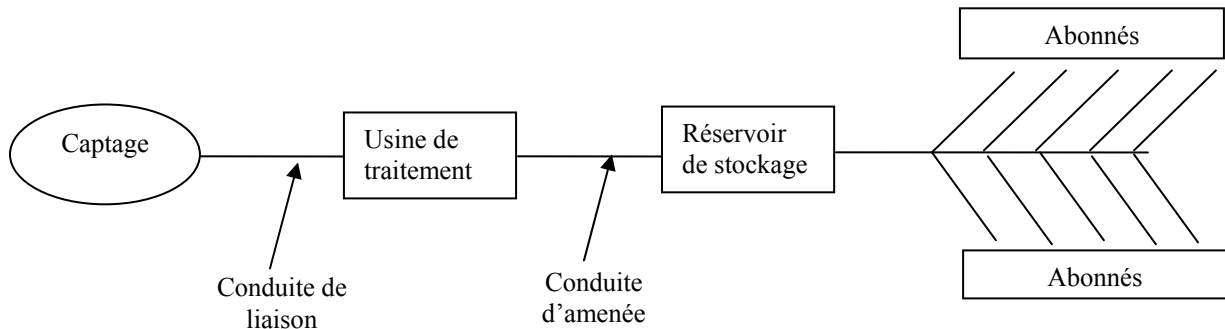 Abonnés
Captage
Usine de
traitement
Réservoir
de stockage
Conduite de
liaison
Conduite
d’amenée
Abonnés